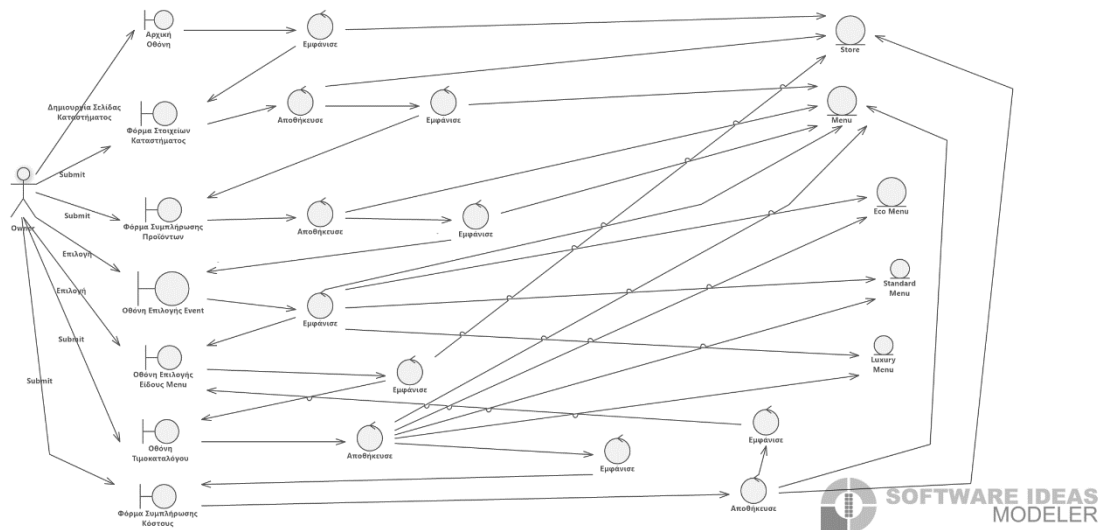 Αρχική
Οθόνη
Εμφάνισε
Store
Δημιουργία Σελίδας
Καταστήματος
Φόρμα Στοιχείων
Καταστήματος
Αποθήκευσε
Εμφάνισε
Menu
Submit
Owner
Submit
Φόρμα Συμπλήρωσης
Προϊόντων
Αποθήκευσε
Εμφάνισε
Eco Menu
Επιλογή
Οθόνη Επιλογής Event
Εμφάνισε
Standard
Menu
Επιλογή
Οθόνη Επιλογής
Είδους Menu
Εμφάνισε
Luxury
Menu
Submit
Οθόνη
Τιμοκαταλόγου
Αποθήκευσε
Εμφάνισε
Εμφάνισε
Submit
Φόρμα Συμπλήρωσης
Κόστους
Αποθήκευσε
SOFTWARE IDEAS
MODELER